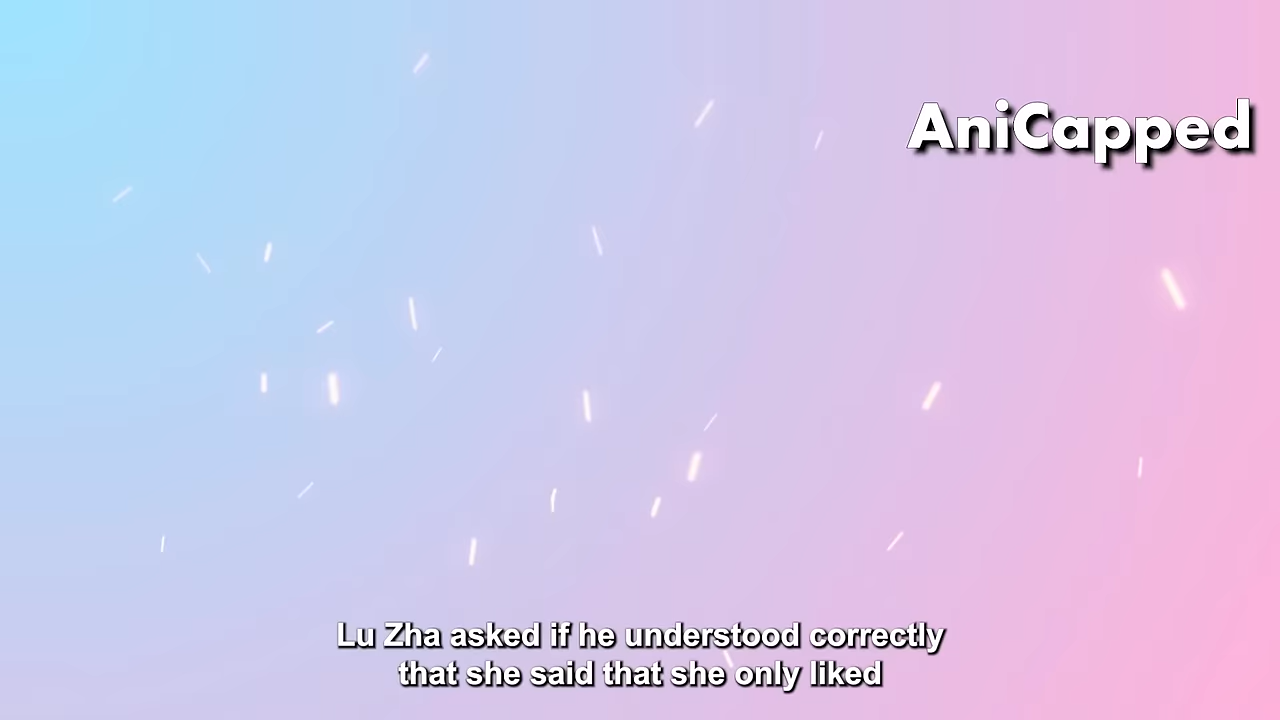 AniCapped
Lu Zha asked if he understood correctly
that she said that she only liked